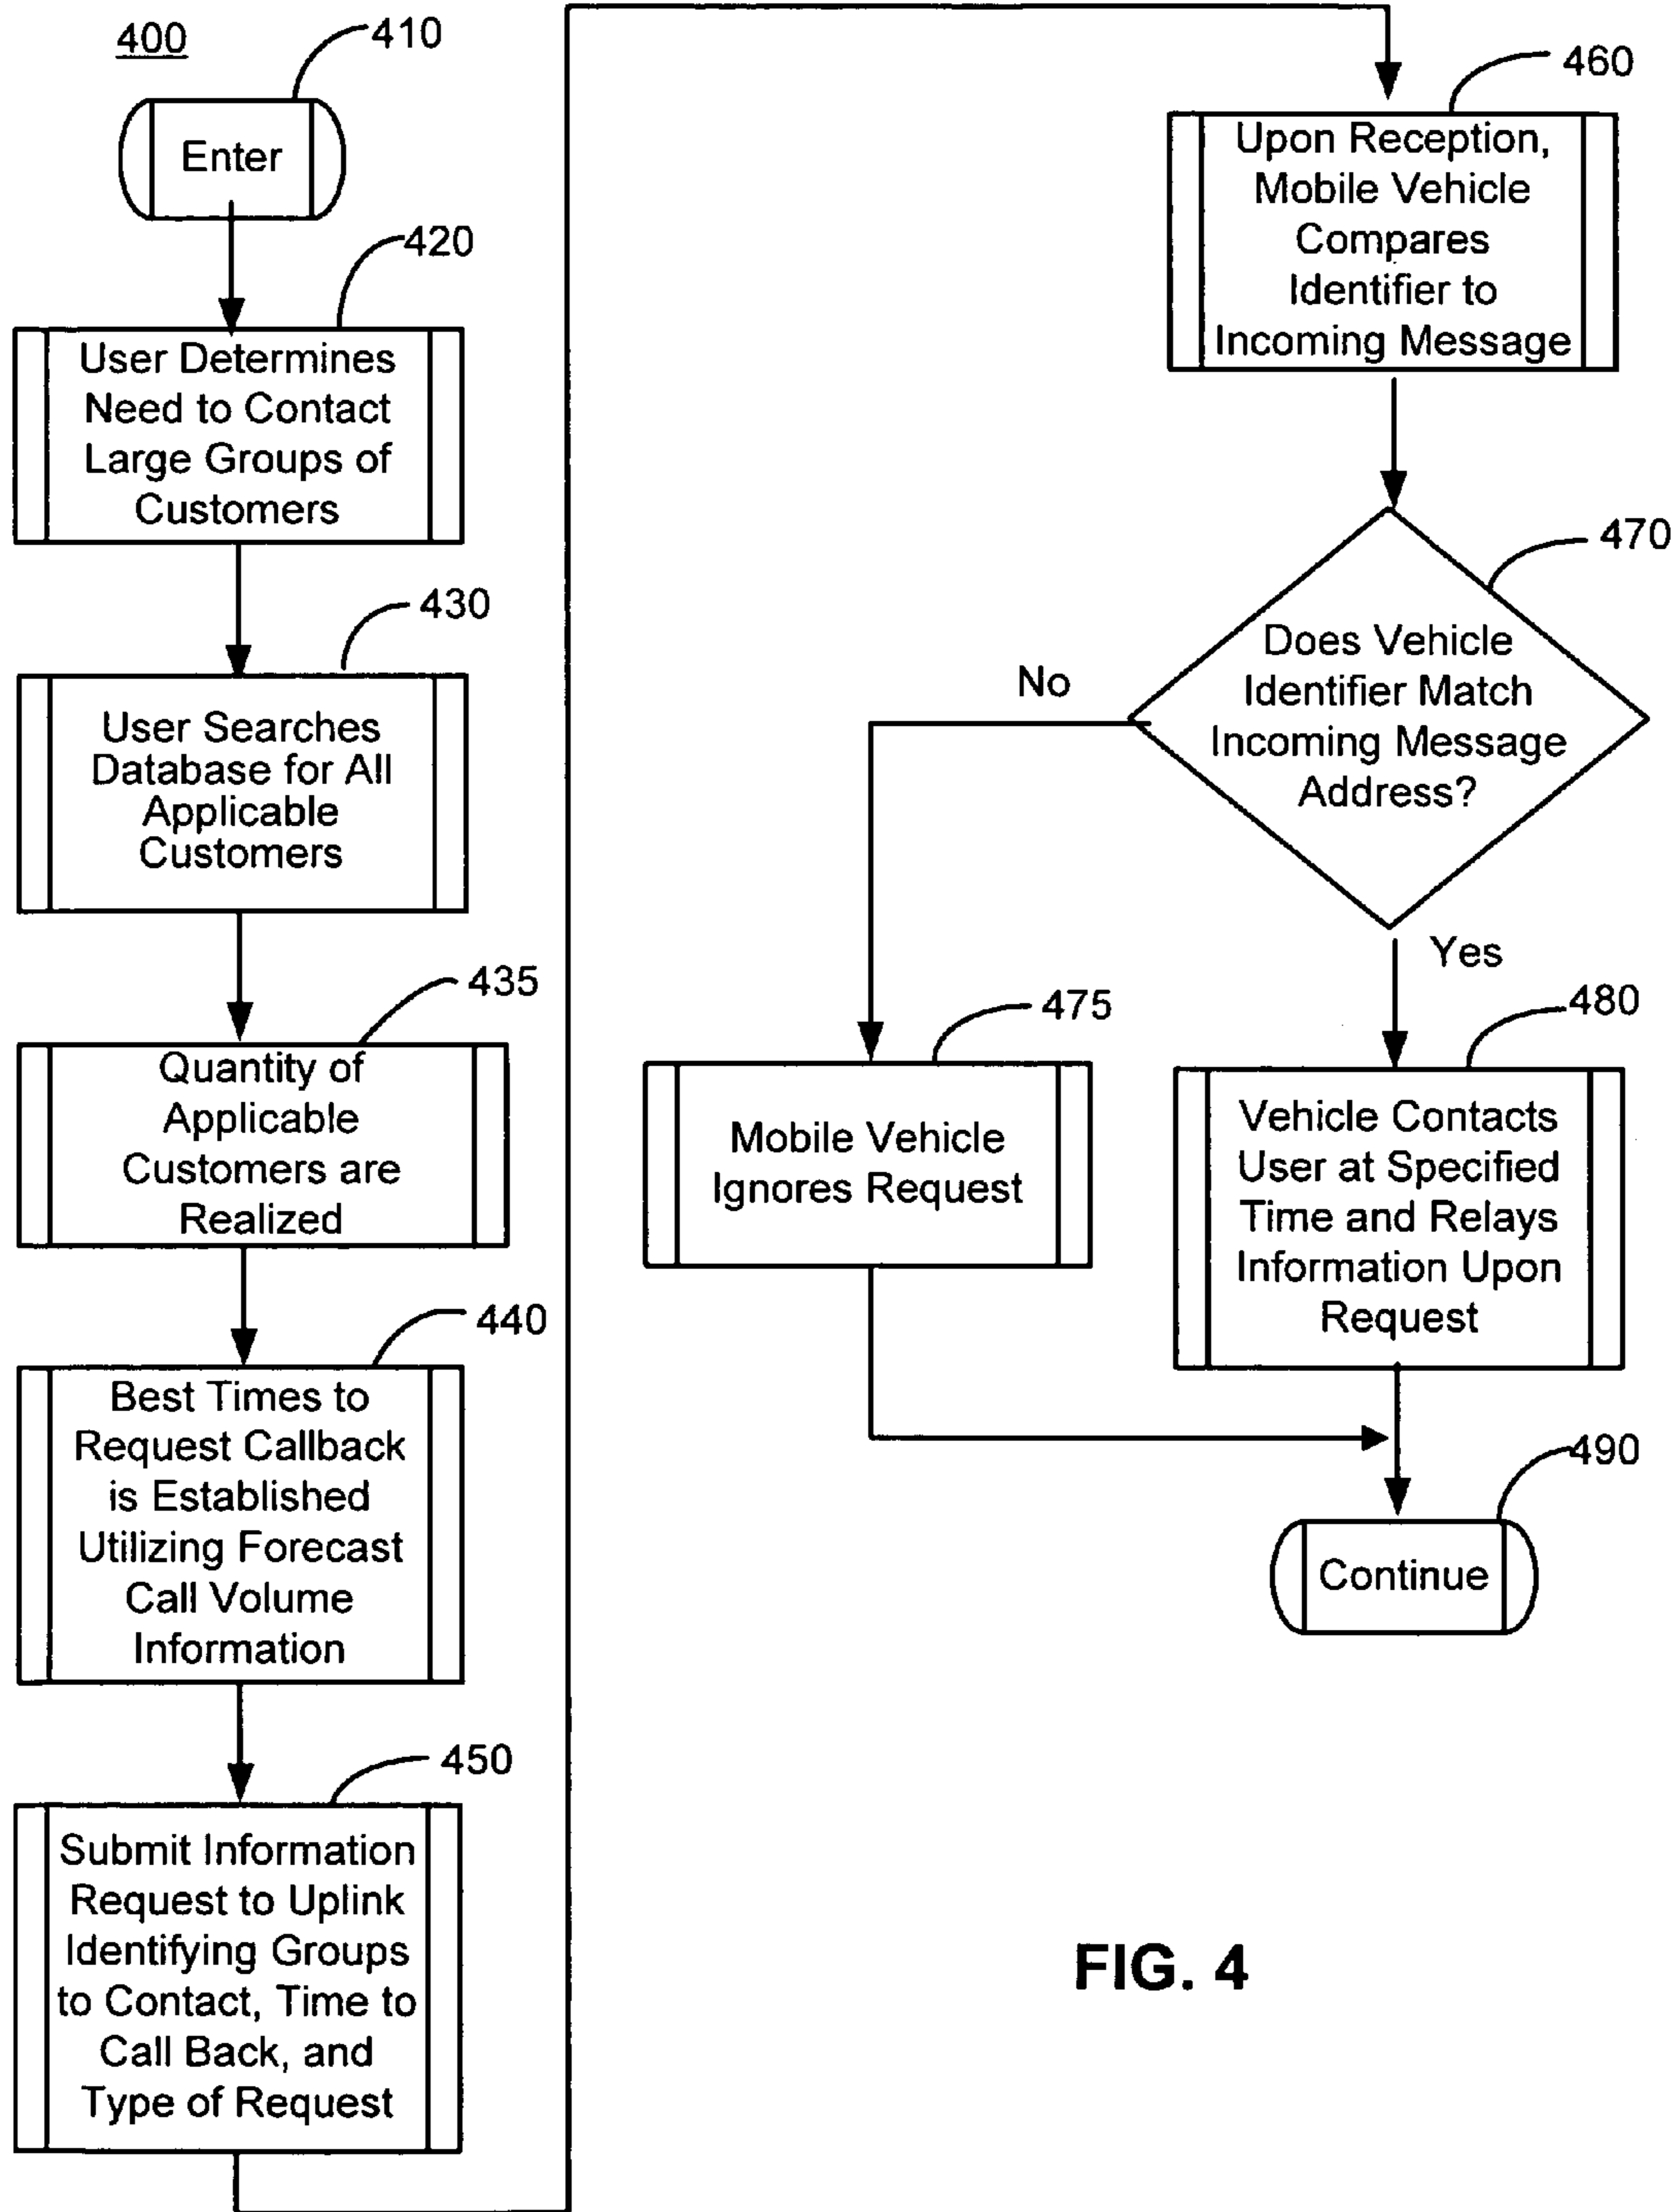 400
410
Enter
420
User Determines
Need to Contact
Large Groups of
Customers
430
User Searches
Database for All
Applicable
Customers
435
Quantity of
Applicable
Customers are
Realized
440
Best Times to
Request Callback
is Established
Utilizing Forecast
Call Volume
Information
450
Submit Information
Request to Uplink
Identifying Groups
to Contact, Time to
Call Back, and
Type of Request
460
Upon Reception,
Mobile Vehicle
Compares
Identifier to
Incoming Message
470
Does Vehicle
Identifier Match
Incoming Message
Address?
No
Yes
475
Mobile Vehicle
Ignores Request
480
Vehicle Contacts
User at Specified
Time and Relays
Information Upon
Request
490
Continue
FIG. 4